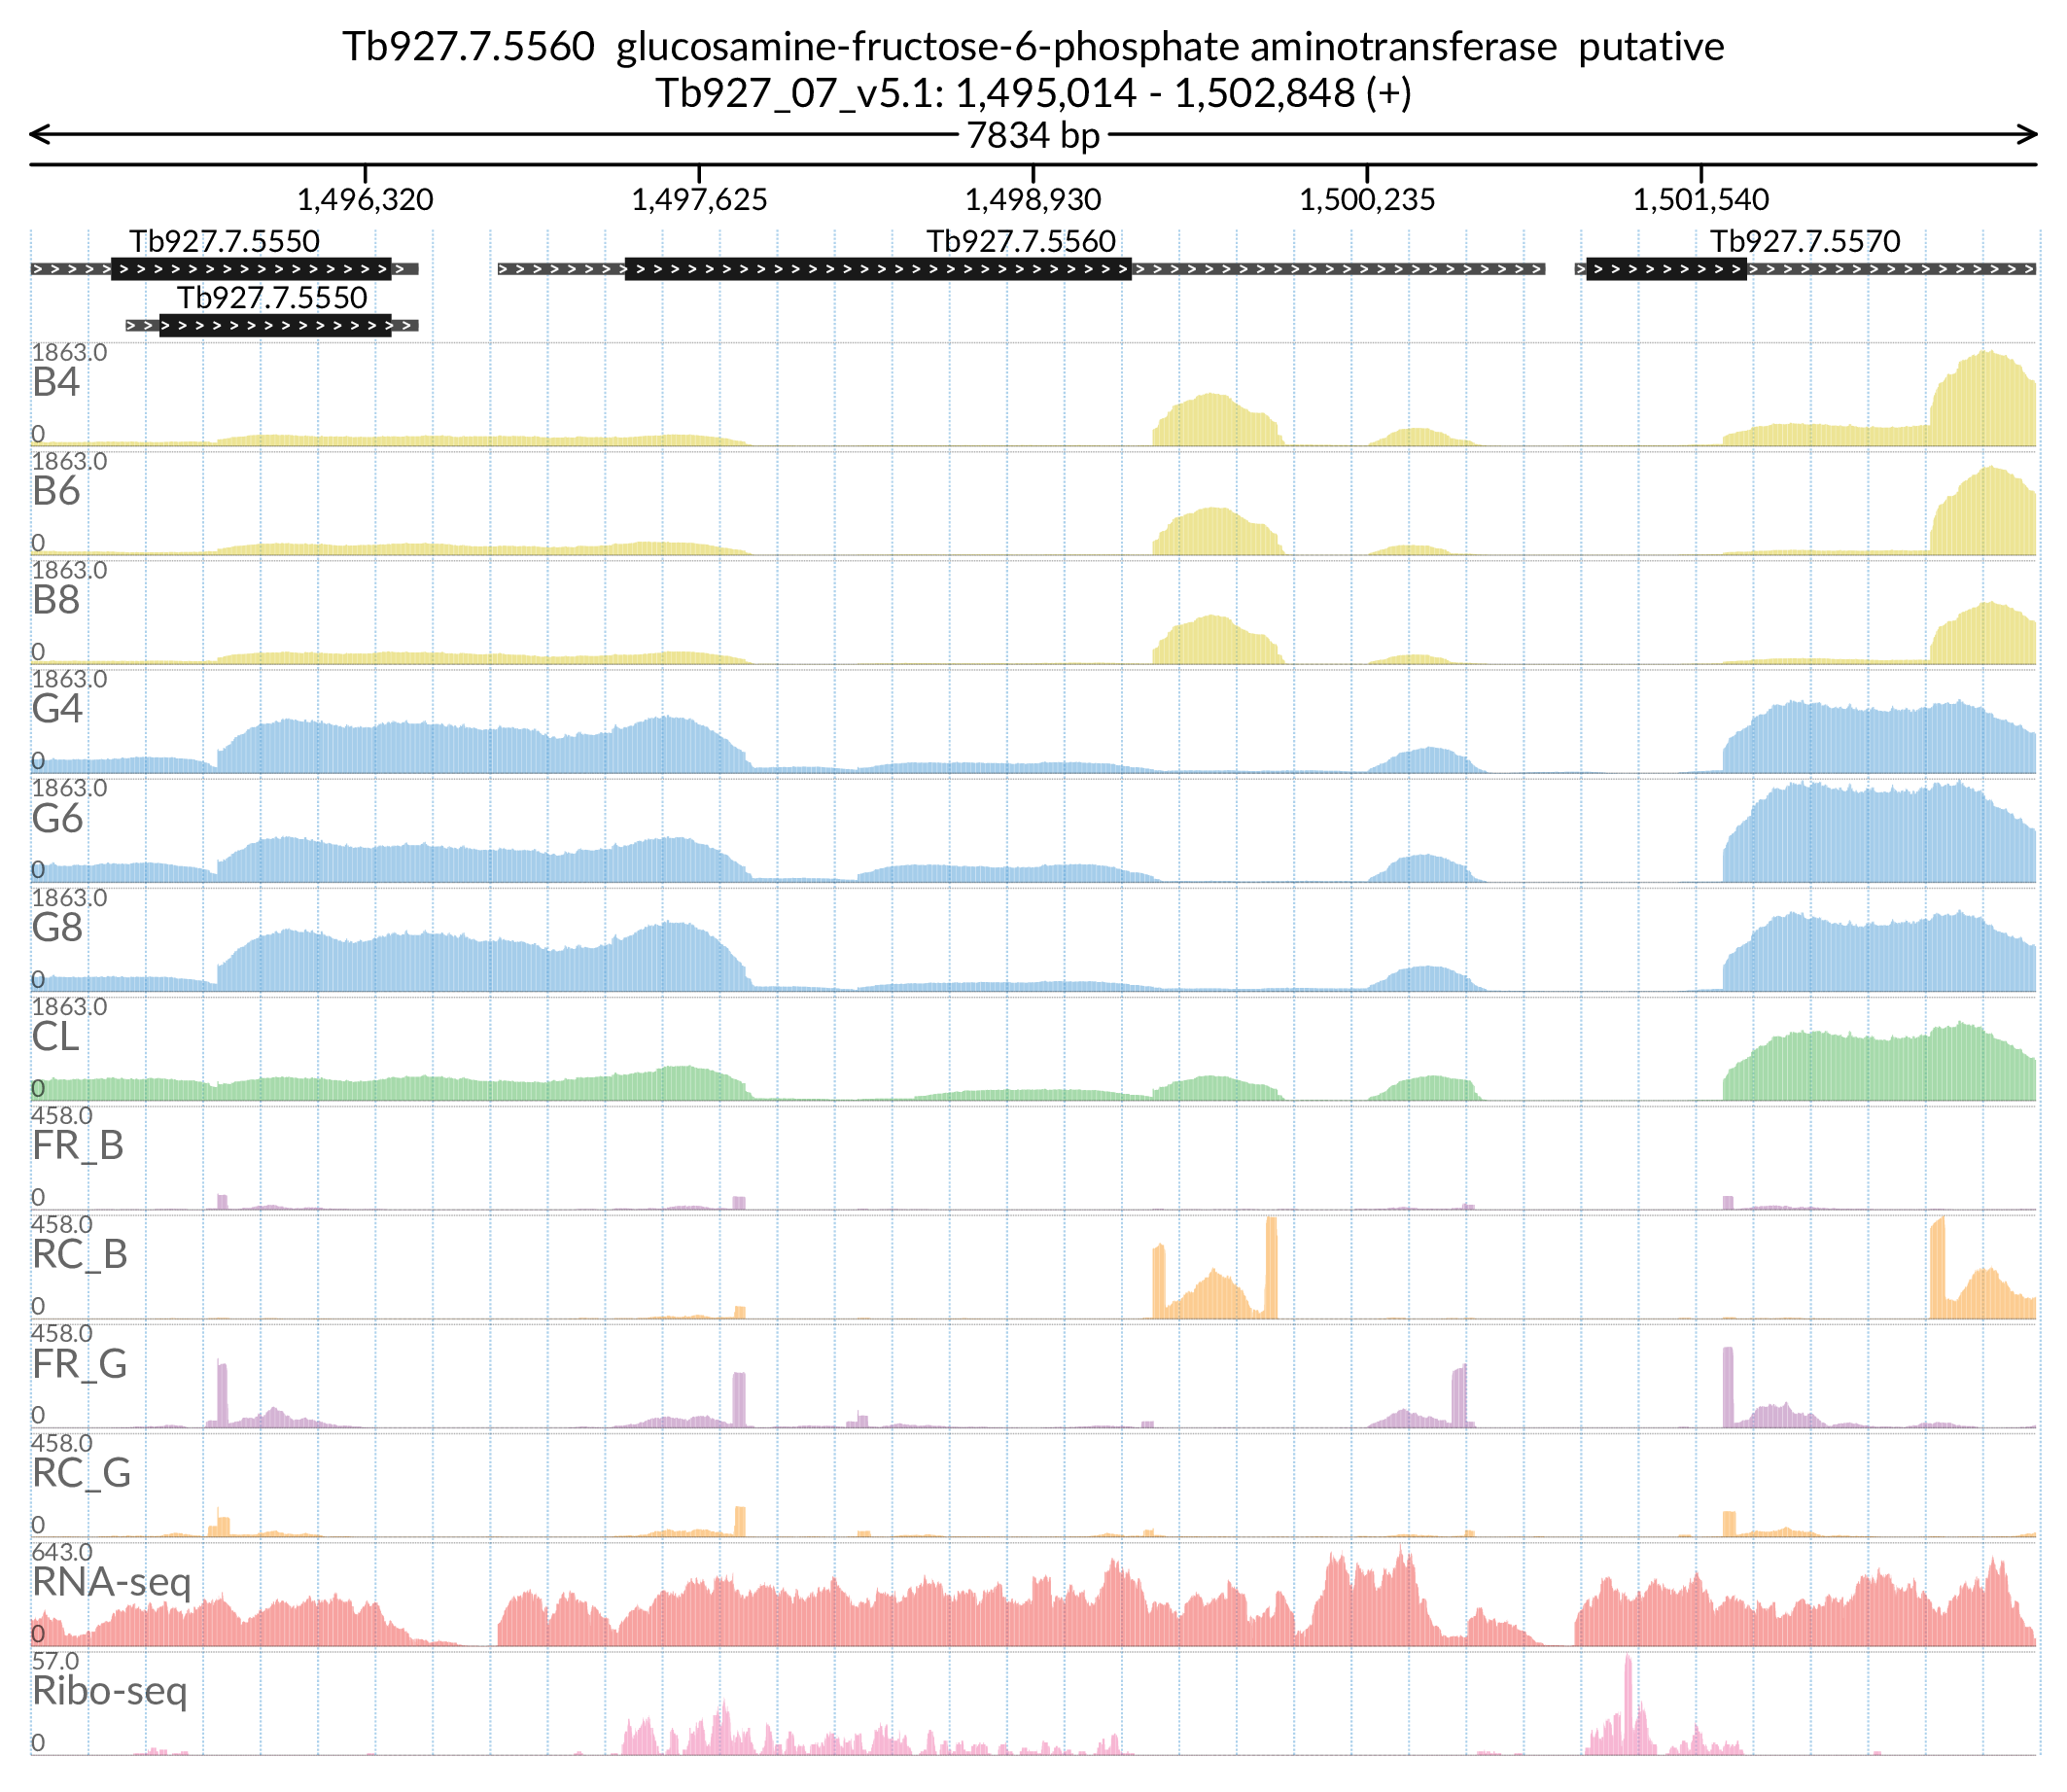 Tb927.7.5560 glucosamine-fructose-6-phosphate aminotransferase putative
Tb927_07_v5.1: 1,495,014 - 1,502,848 (+)
7834 bp
1,496,320 1,497,625 1,498,930 1,500,235 1,501,540
Tb927.7.5550 Tb927.7.5560 Tb927.7.5570
Tb927.7.5550
1863.0
B4
0
1863.0
B6
0
1863.0
B8
0
1863.0
G4
0
1863.0
G6
0
1863.0
G8
0
1863.0
CL
0
458.0
FR_B
0
458.0
RC_B
0
458.0
FR_G
0
458.0
RC_G
0
643.0
RNA-seq
0
57.0
Ribo-seq
0